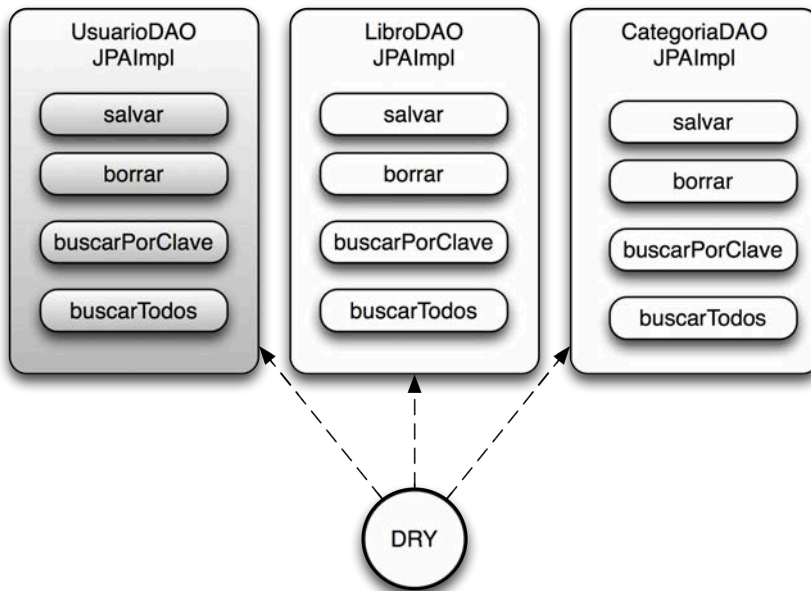 UsuarioDAO
JPAImpl
salvar
borrar
buscarPorClave
buscarTodos
LibroDAO
JPAImpl
salvar
borrar
buscarPorClave
buscarTodos
CategoriaDAO
JPAImpl
salvar
borrar
buscarPorClave
buscarTodos
DRY